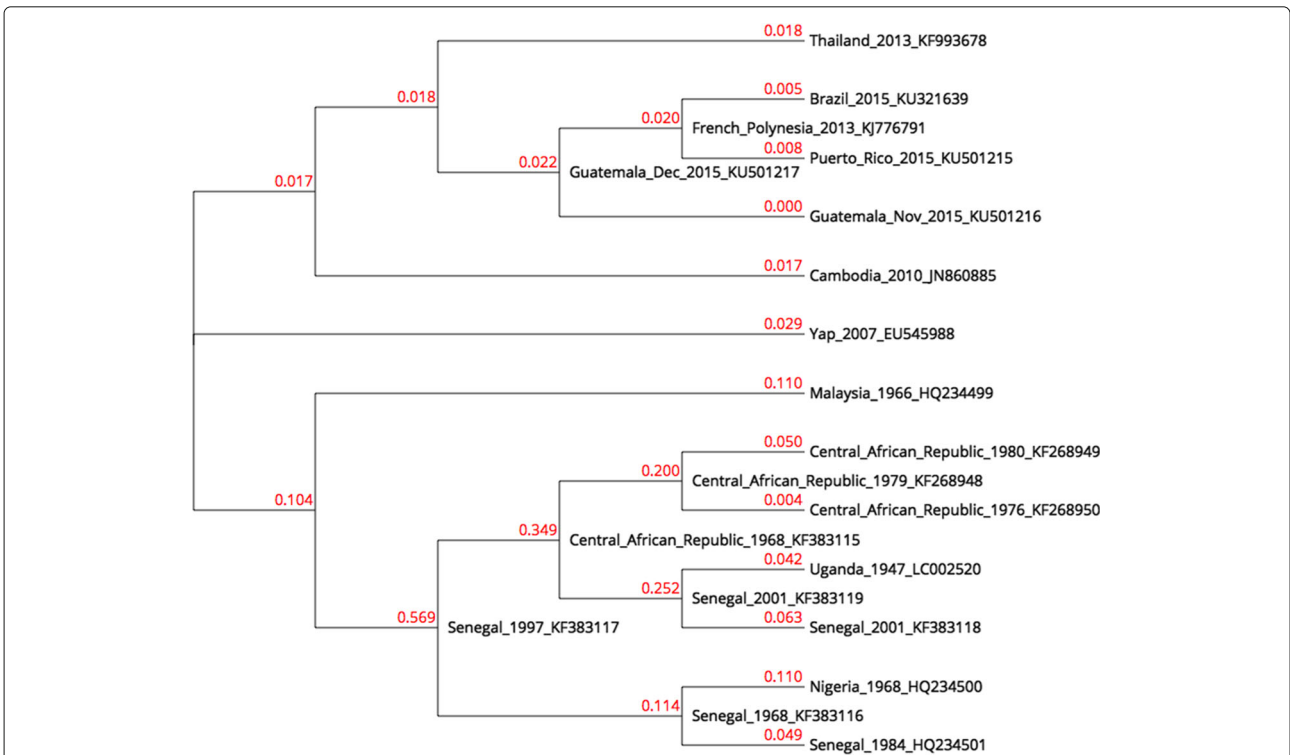 0.018
Thailand_2013_KF993678
0.005
0.018
Brazil_2015_KU321639
0.020
French_Polynesia_2013_KJ776791
0.008
Puerto_Rico_2015_KU501215
0.022
Guatemala_Dec_2015_KU501217
0.017
0.000
Guatemala_Nov_2015_KU501216
0.017
Cambodia_2010_JN860885
0.029
Yap_2007_EU545988
0.110
Malaysia_1966_HQ234499
0.050
Central_African_Republic_1980_KF268949
0.200
Central_African_Republic_1979_KF268948
0.104
0.004
Central_African_Republic_1976_KF268950
0.349
Central_African_Republic_1968_KF383115
0.042
Uganda_1947_LC002520
0.252
Senegal_2001_KF383119
0.569
0.063
Senegal_1997_KF383117
Senegal_2001_KF383118
0.110
Nigeria_1968_HQ234500
0.114
Senegal_1968_KF383116
0.049
Senegal_1984_HQ234501